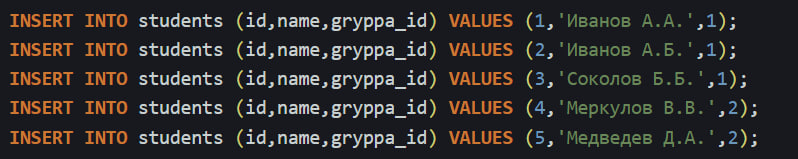 INSERT INTO students (id,name,gryppa_id) VALUES (1,'Иванов А.А.',1);
INSERT INTO students (id,name,gryppa_id) VALUES (2,'Иванов А.Б.',1);
INSERT INTO students (id,name,gryppa_id) VALUES (3,'Соколов Б.Б.',1);
INSERT INTO students (id,name,gryppa_id) VALUES (4,'Меркулов В.В.',2);
INSERT INTO students (id,name,gryppa_id) VALUES (5,'Медведев Д.А.',2);